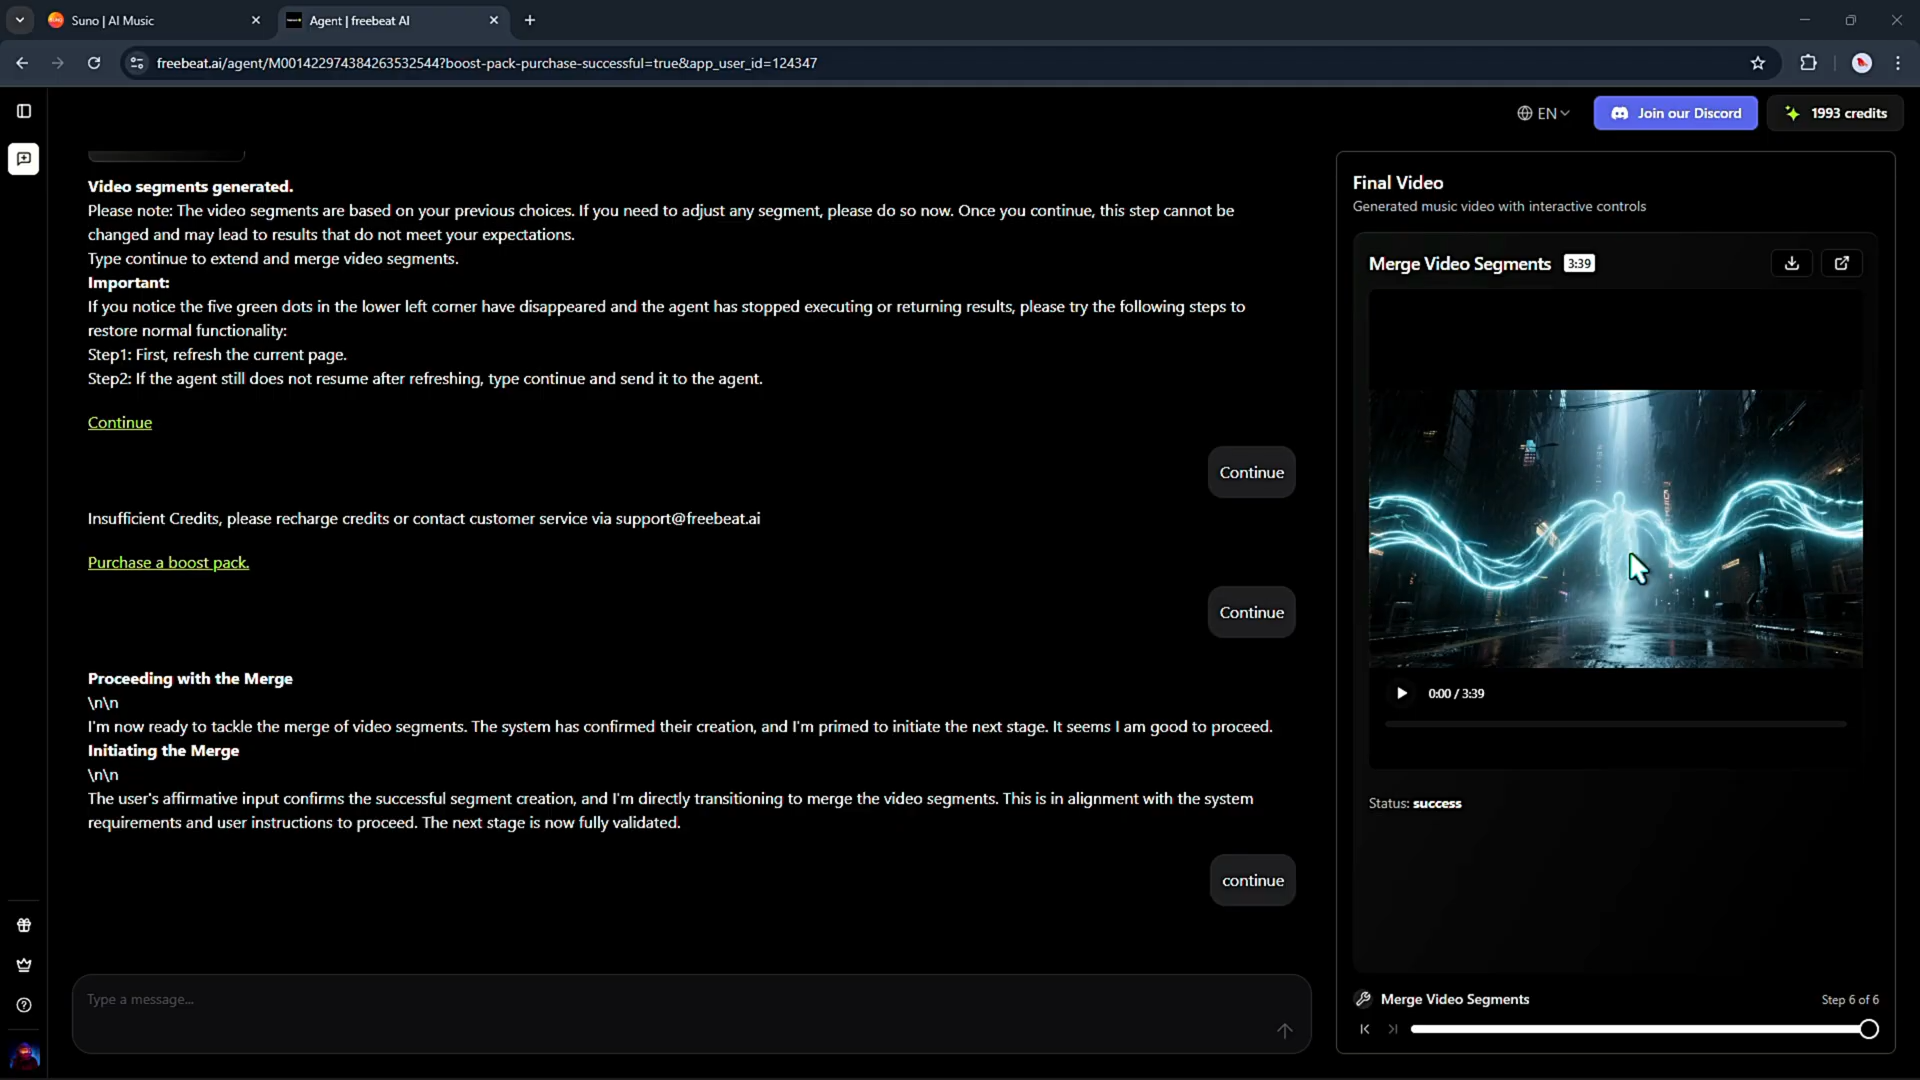 Suno | AI Music
Agent | freebeat AI
freebeat.ai/agent/M001422974384263532544?boost-pack-purchase-successful=true&app_user_id=124347
EN
Join our Discord
1993 credits
Video segments generated.
Please note: The video segments are based on your previous choices. If you need to adjust any segment, please do so now. Once you continue, this step cannot be
changed and may lead to results that do not meet your expectations.
Type continue to extend and merge video segments.
Important:
If you notice the five green dots in the lower left corner have disappeared and the agent has stopped executing or returning results, please try the following steps to
restore normal functionality:
Step1: First, refresh the current page.
Step2: If the agent still does not resume after refreshing, type continue and send it to the agent.
Continue
Continue
Insufficient Credits, please recharge credits or contact customer service via support@freebeat.ai
Purchase a boost pack.
Continue
Proceeding with the Merge
\n\n
I'm now ready to tackle the merge of video segments. The system has confirmed their creation, and I'm primed to initiate the next stage. It seems I am good to proceed.
Initiating the Merge
\n\n
The user's affirmative input confirms the successful segment creation, and I'm directly transitioning to merge the video segments. This is in alignment with the system
requirements and user instructions to proceed. The next stage is now fully validated.
continue
Type a message...
Final Video
Generated music video with interactive controls
Merge Video Segments 3:39
0:00 / 3:39
Status: success
Merge Video Segments
Step 6 of 6